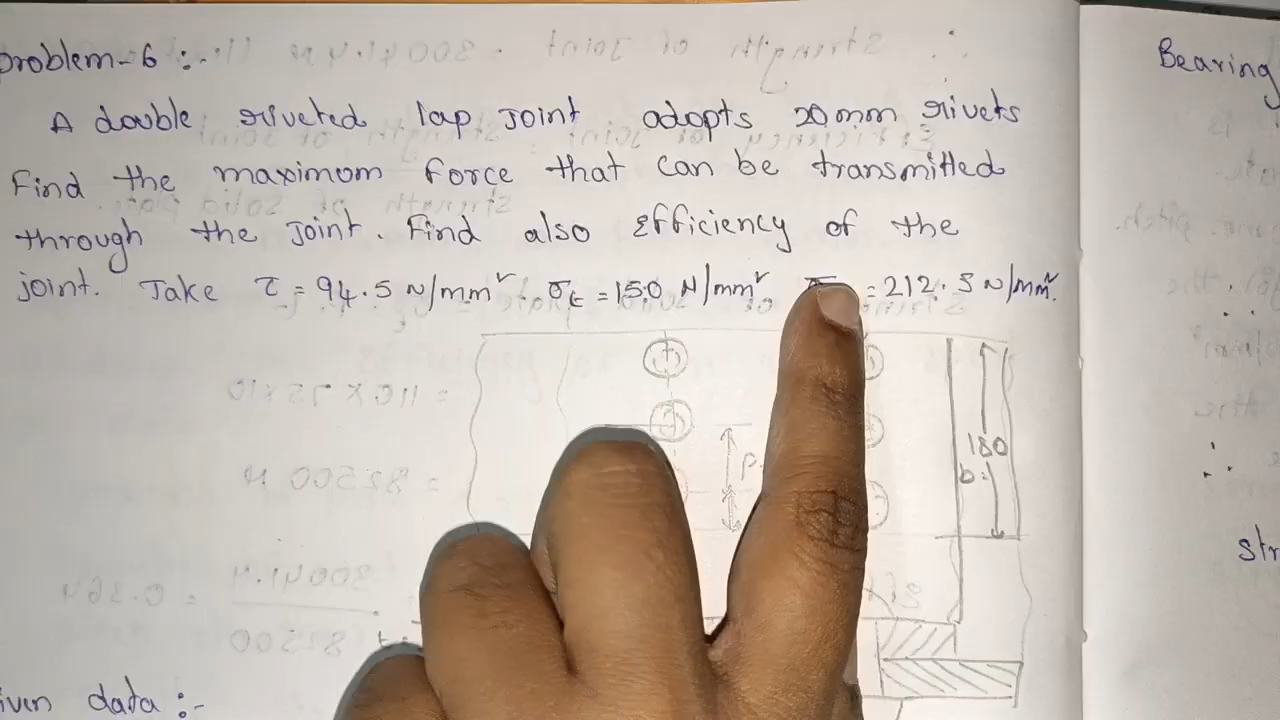 problem-6 :-
A double riveted lap joint adopts 20mm rivets
Find the maximum force that can be transmitted
through the joint. Find also efficiency of the
joint. Take τ = 94.5 N/mm² σt = 150 N/mm² = 212.5 N/mm².
p
180
b =
Given data :-
Bearing
Str